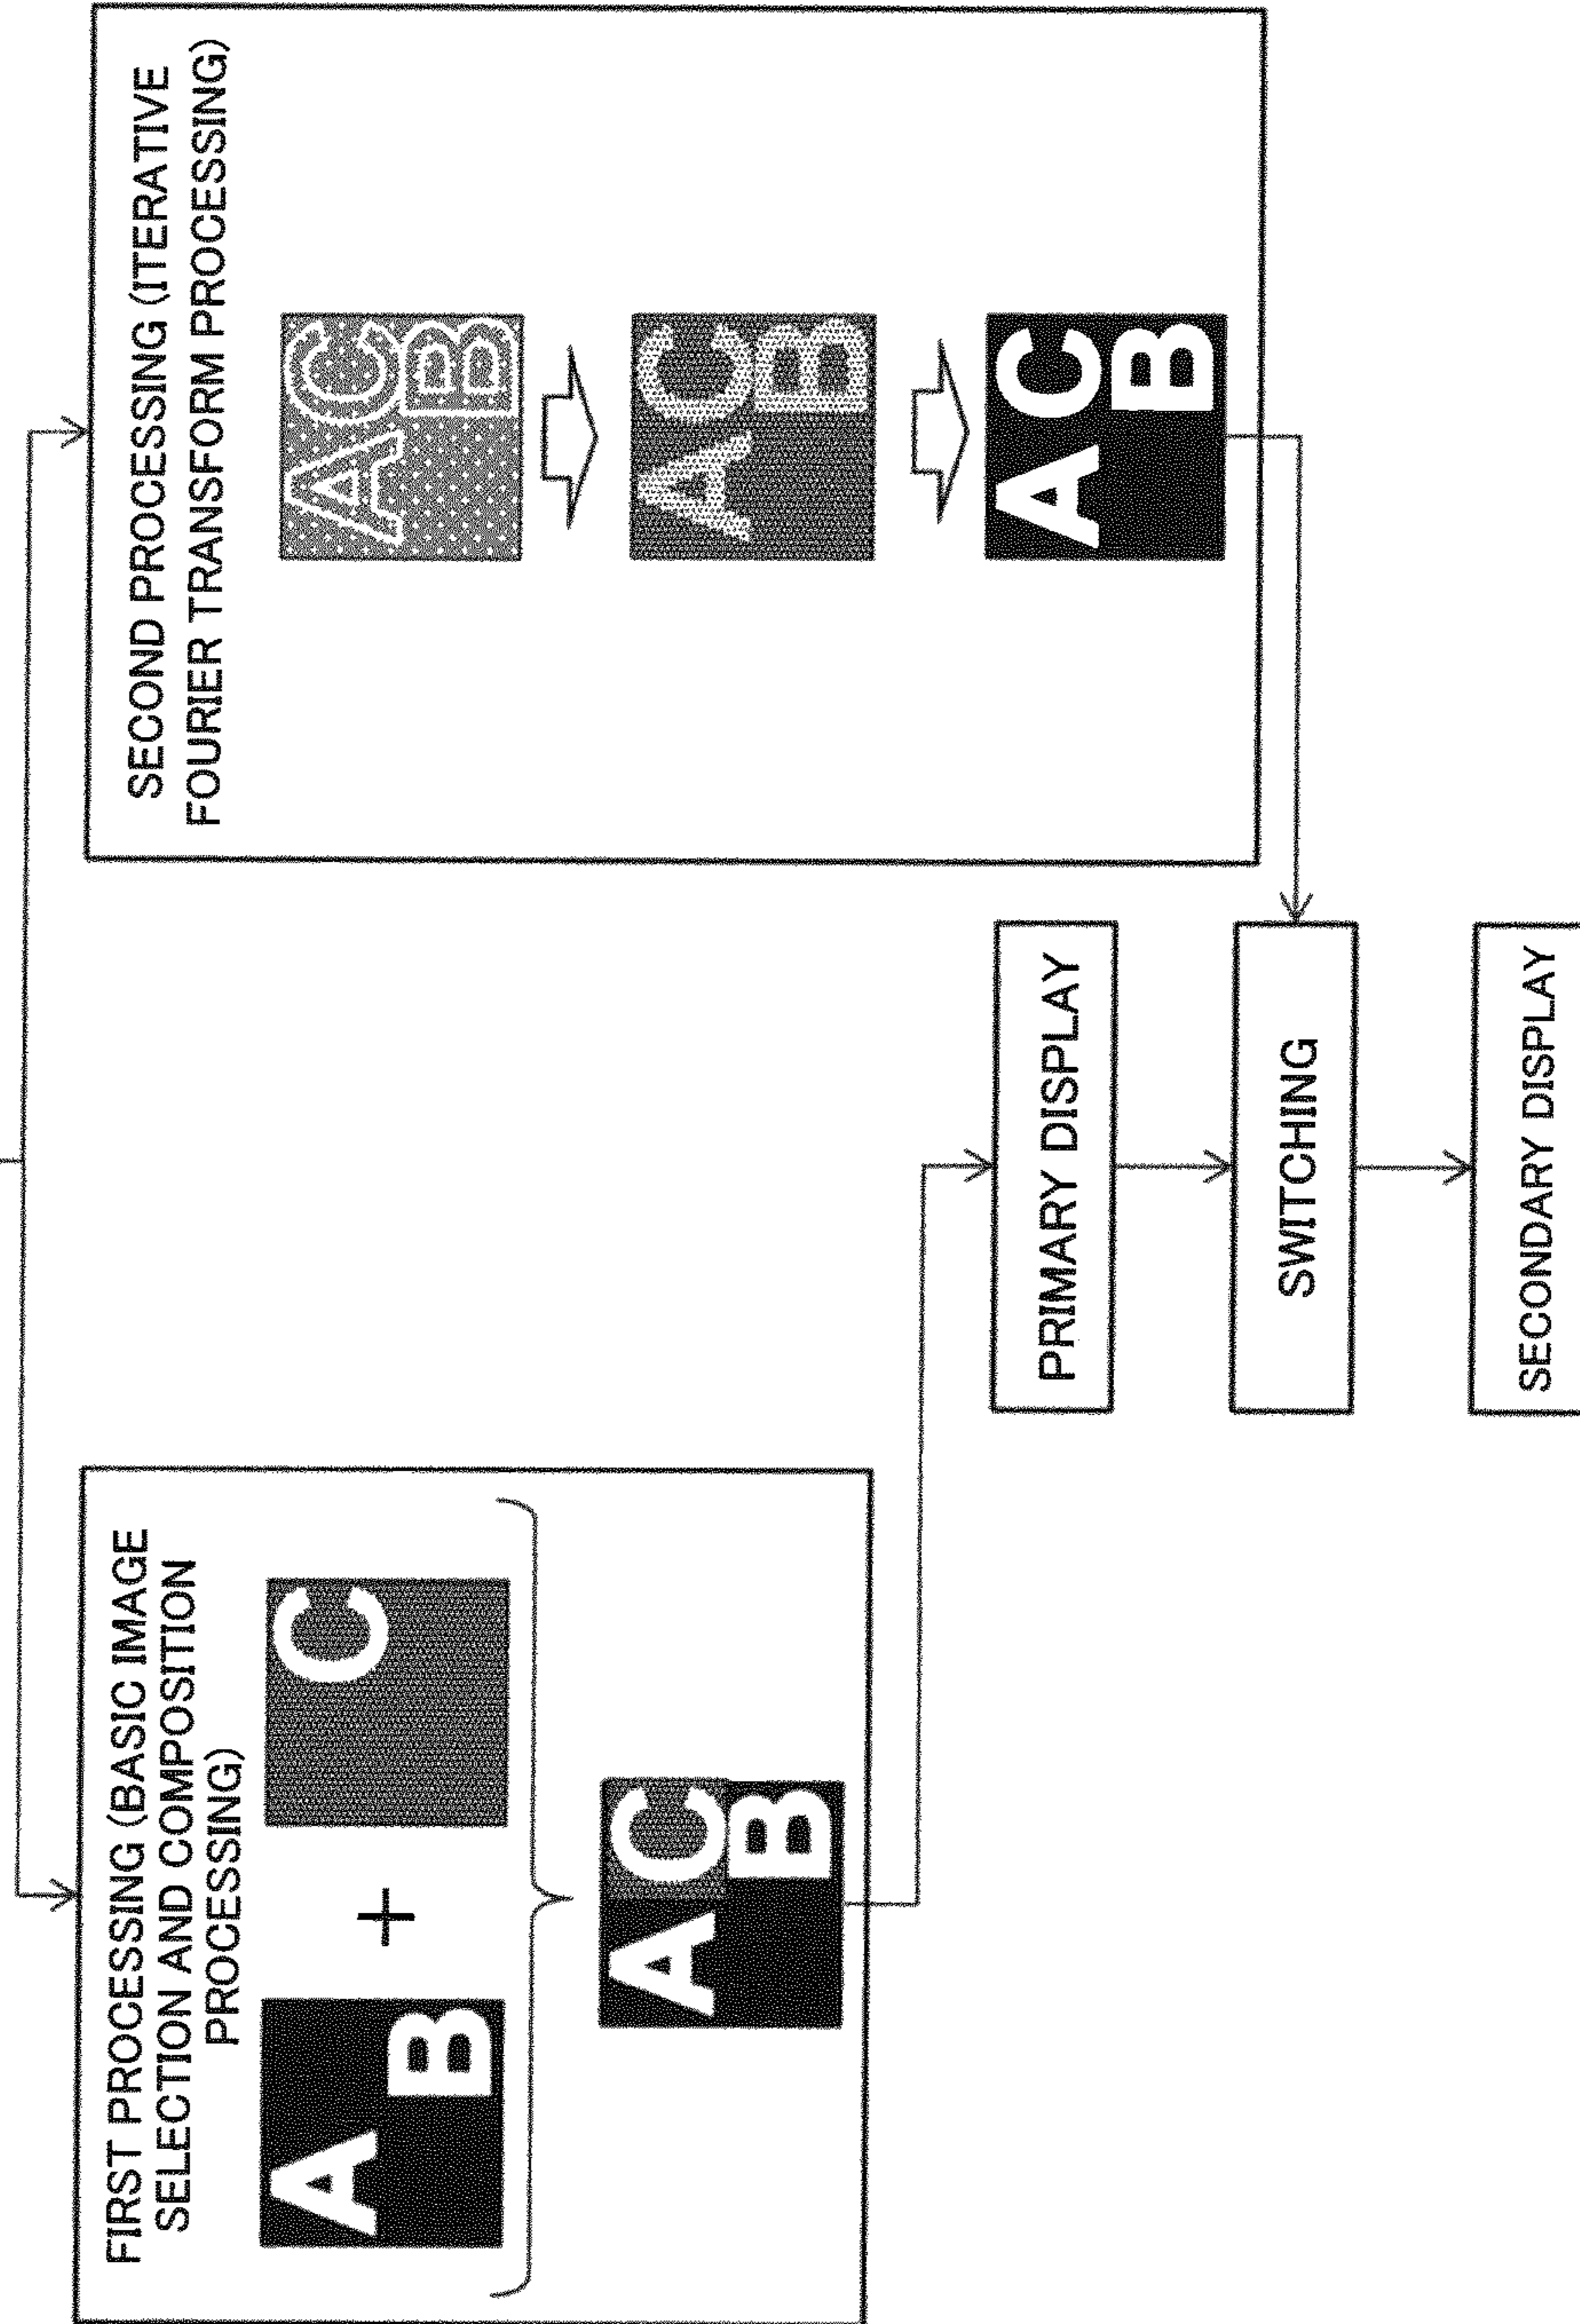 FIRST PROCESSING (BASIC IMAGE
SELECTION AND COMPOSITION
PROCESSING)
A
B
+
C
A C
B
SECOND PROCESSING (ITERATIVE
FOURIER TRANSFORM PROCESSING)
A C
B
A C
B
A C
B
PRIMARY DISPLAY
SWITCHING
SECONDARY DISPLAY